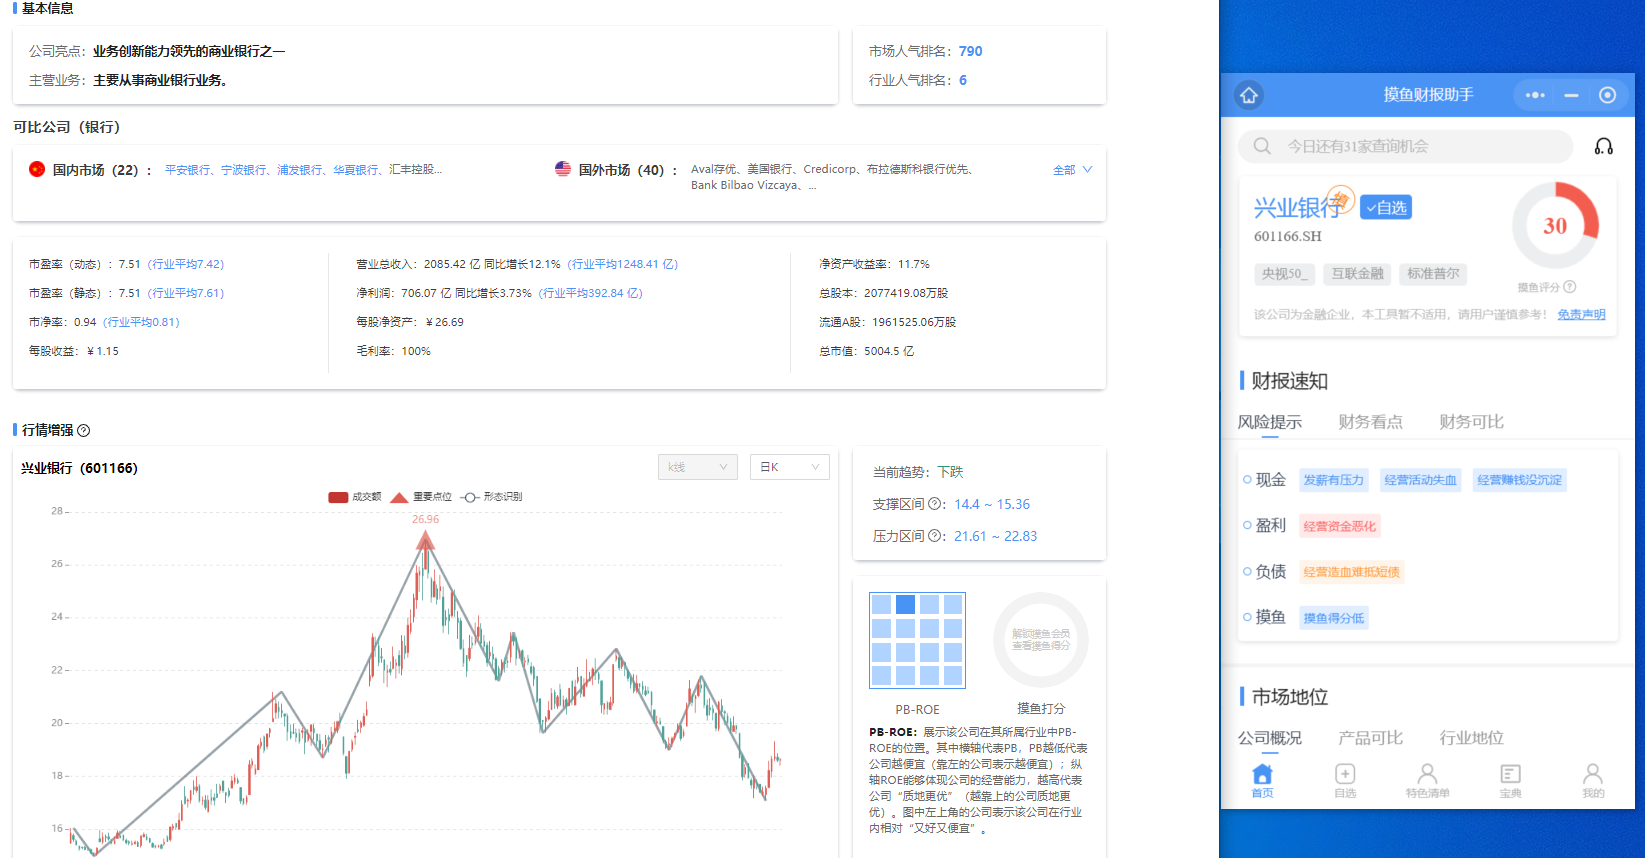 基本信息
公司亮点：业务创新能力领先的商业银行之一
主营业务：主要从事商业银行业务。
市场人气排名：790
行业人气排名：6
可比公司（银行）
国内市场（22）：平安银行、宁波银行、浦发银行、华夏银行、汇丰控股...
国外市场（40）：Aval存优、美国银行、Credicorp、布拉德斯科银行优先、
Bank Bilbao Vizcaya、...
全部
市盈率（动态）：7.51（行业平均7.42）
市盈率（静态）：7.51（行业平均7.61）
市净率：0.94（行业平均0.81）
每股收益：￥1.15
营业总收入：2085.42 亿 同比增长12.1%（行业平均1248.41 亿）
净利润：706.07 亿 同比增长3.73%（行业平均392.84 亿）
每股净资产：￥26.69
毛利率：100%
净资产收益率：11.7%
总股本：2077419.08万股
流通A股：1961525.06万股
总市值：5004.5 亿
行情增强
兴业银行（601166）
k线
日K
成交额 重要点位 形态识别
28
26.96
26
24
22
20
18
16
当前趋势：下跌
支撑区间：14.4 ~ 15.36
压力区间：21.61 ~ 22.83
解锁摸鱼会员
查看摸鱼得分
PB-ROE
摸鱼打分
PB-ROE：展示该公司在其所属行业中PB-
ROE的位置。其中横轴代表PB，PB越低代表
公司越便宜（靠左的公司表示越便宜）；纵
轴ROE能够体现公司的经营能力，越高代表
公司“质地更优”（越靠上的公司质地更
优）。图中左上角的公司表示该公司在行业
内相对“又好又便宜”。
摸鱼财报助手
今日还有31家查询机会
兴业银行
慎
自选
601166.SH
30
央视50_
互联金融
标准普尔
摸鱼评分
该公司为金融企业，本工具暂不适用，请用户谨慎参考！ 免责声明
财报速知
风险提示
财务看点
财务可比
现金 发薪有压力 经营活动失血 经营赚钱没沉淀
盈利 经营资金恶化
负债 经营造血难抵短债
摸鱼 摸鱼得分低
市场地位
公司概况
产品可比
行业地位
首页
自选
特色清单
宝典
我的